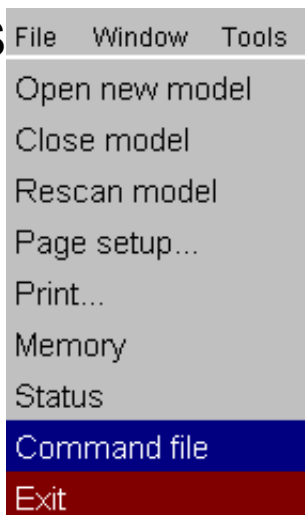 File Window Tools
Open new model
Close model
Rescan model
Page setup...
Print...
Memory
Status
Command file
Exit